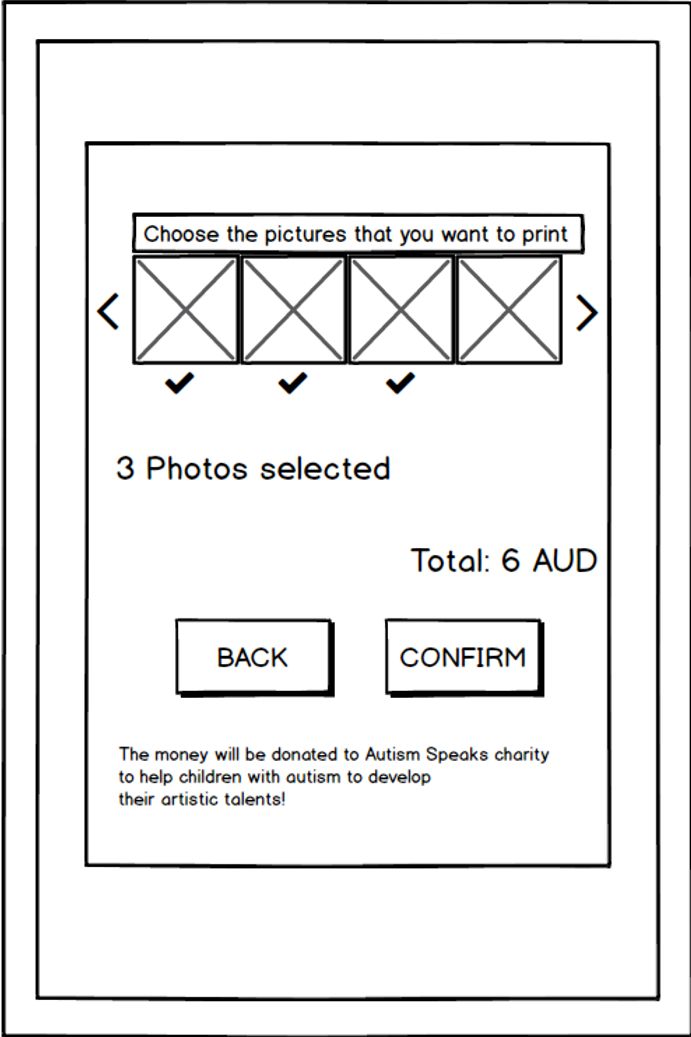 Choose the pictures that you want to print
3 Photos selected
Total: 6 AUD
BACK
CONFIRM
The money will be donated to Autism Speaks charity
to help children with autism to develop
their artistic talents!